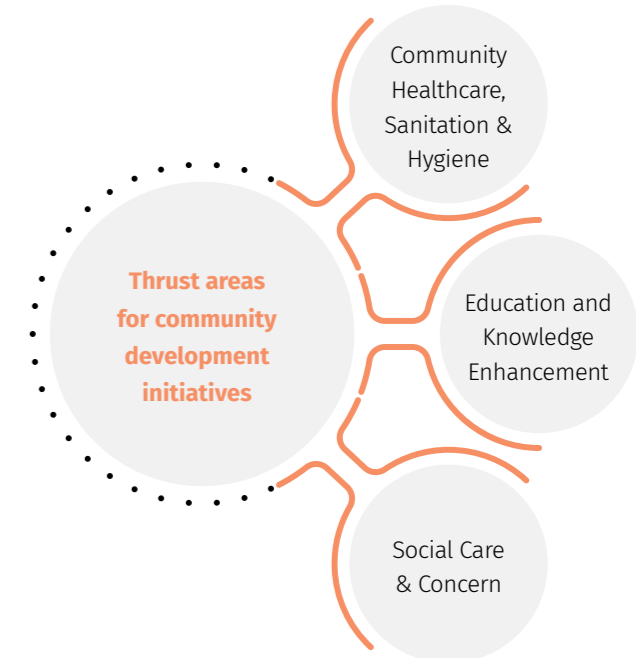 Community
Healthcare,
Sanitation &
Hygiene
Thrust areas
for community
development
initiatives
Education and
Knowledge
Enhancement
Social Care
& Concern